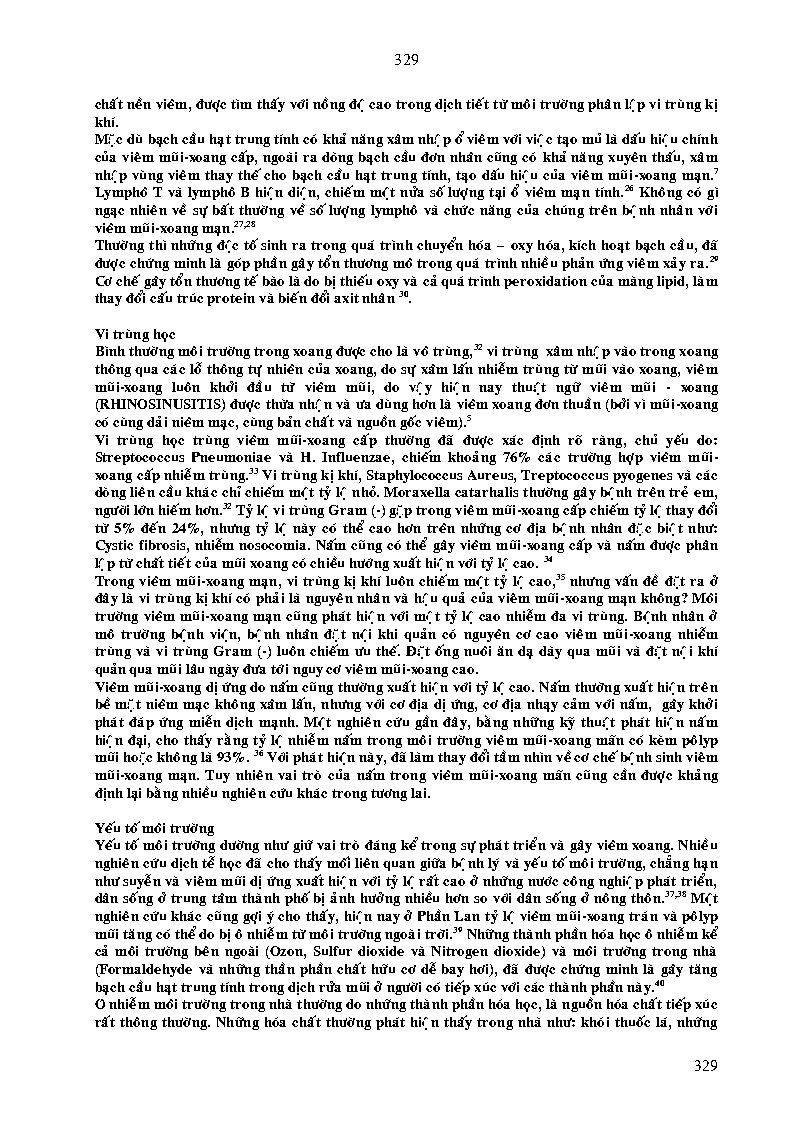 329
chất nền viêm, được tìm thấy với nồng độ cao trong dịch tiết từ môi trường phân lập vi trùng kị
khí.
Mặc dù bạch cầu hạt trung tính có khả năng xâm nhập ổ viêm với việc tạo mủ là dấu hiệu chính
của viêm mũi-xoang cấp, ngoài ra dòng bạch cầu đơn nhân cũng có khả năng xuyên thấu, xâm
nhập vùng viêm thay thế cho bạch cầu hạt trung tính, tạo dấu hiệu của viêm mũi-xoang mạn.7
Lymphô T và lymphô B hiện diện, chiếm một nửa số lượng tại ổ viêm mạn tính.26 Không có gì
ngạc nhiên về sự bất thường về số lượng lymphô và chức năng của chúng trên bệnh nhân với
viêm mũi-xoang mạn.27,28
Thường thì những độc tố sinh ra trong quá trình chuyển hóa – oxy hóa, kích hoạt bạch cầu, đã
được chứng minh là góp phần gây tổn thương mô trong quá trình nhiều phản ứng viêm xảy ra.29
Cơ chế gây tổn thương tế bào là do bị thiếu oxy và cả quá trình peroxidation của màng lipid, làm
thay đổi cấu trúc protein và biến đổi axit nhân 30.
Vi trùng học
Bình thường môi trường trong xoang được cho là vô trùng,32 vi trùng xâm nhập vào trong xoang
thông qua các lỗ thông tự nhiên của xoang, do sự xâm lấn nhiễm trùng từ mũi vào xoang, viêm
mũi-xoang luôn khởi đầu từ viêm mũi, do vậy hiện nay thuật ngữ viêm mũi - xoang
(RHINOSINUSITIS) được thừa nhận và ưa dùng hơn là viêm xoang đơn thuần (bởi vì mũi-xoang
có cùng dải niêm mạc, cùng bản chất và nguồn gốc viêm).5
Vi trùng học trùng viêm mũi-xoang cấp thường đã được xác định rõ ràng, chủ yếu do:
Streptococcus Pneumoniae và H. Influenzae, chiếm khoảng 76% các trường hợp viêm mũi-
xoang cấp nhiễm trùng.33 Vi trùng kị khí, Staphylococcus Aureus, Treptococcus pyogenes và các
dòng liên cầu khác chỉ chiếm một tỷ lệ nhỏ. Moraxella catarhalis thường gây bệnh trên trẻ em,
người lớn hiếm hơn.32 Tỷ lệ vi trùng Gram (-) gặp trong viêm mũi-xoang cấp chiếm tỷ lệ thay đổi
từ 5% đến 24%, nhưng tỷ lệ này có thể cao hơn trên những cơ địa bệnh nhân đặc biệt như:
Cystic fibrosis, nhiễm nosocomia. Nấm cũng có thể gây viêm mũi-xoang cấp và nấm được phân
lập từ chất tiết của mũi xoang có chiều hướng xuất hiện với tỷ lệ cao. 34
Trong viêm mũi-xoang mạn, vi trùng kị khí luôn chiếm một tỷ lệ cao,35 nhưng vấn đề đặt ra ở
đây là vi trùng kị khí có phải là nguyên nhân và hậu quả của viêm mũi-xoang mạn không? Môi
trường viêm mũi-xoang mạn cũng phát hiện với một tỷ lệ cao nhiễm đa vi trùng. Bệnh nhân ở
mô trường bệnh viện, bệnh nhân đặt nội khí quản có nguyên cơ cao viêm mũi-xoang nhiễm
trùng và vi trùng Gram (-) luôn chiếm ưu thế. Đặt ống nuôi ăn dạ dày qua mũi và đặt nội khí
quản qua mũi lâu ngày đưa tới nguy cơ viêm mũi-xoang cao.
Viêm mũi-xoang dị ứng do nấm cũng thường xuất hiện với tỷ lệ cao. Nấm thường xuất hiện trên
bề mặt niêm mạc không xâm lấn, nhưng với cơ địa dị ứng, cơ địa nhạy cảm với nấm, gây khởi
phát đáp ứng miễn dịch mạnh. Một nghiên cứu gần đây, bằng những kỹ thuật phát hiện nấm
hiện đại, cho thấy rằng tỷ lệ nhiễm nấm trong môi trường viêm mũi-xoang mãn có kèm pôlyp
mũi hoặc không là 93%. 36 Với phát hiện này, đã làm thay đổi tầm nhìn về cơ chế bệnh sinh viêm
mũi-xoang mạn. Tuy nhiên vai trò của nấm trong viêm mũi-xoang mãn cũng cần được khẳng
định lại bằng nhiều nghiên cứu khác trong tương lai.
Yếu tố môi trường
Yếu tố môi trường dường như giữ vai trò đáng kể trong sự phát triển và gây viêm xoang. Nhiều
nghiên cứu dịch tễ học đã cho thấy mối liên quan giữa bệnh lý và yếu tố môi trường, chẳng hạn
như suyễn và viêm mũi dị ứng xuất hiện với tỷ lệ rất cao ở những nước công nghiệp phát triển,
dân sống ở trung tâm thành phố bị ảnh hưởng nhiều hơn so với dân sống ở nông thôn.37,38 Một
nghiên cứu khác cũng gợi ý cho thấy, hiện nay ở Phần Lan tỷ lệ viêm mũi-xoang trán và pôlyp
mũi tăng có thể do bị ô nhiễm từ môi trường ngoài trời.39 Những thành phần hóa học ô nhiễm kể
cả môi trường bên ngoài (Ozon, Sulfur dioxide và Nitrogen dioxide) và môi trường trong nhà
(Formaldehyde và những thần phần chất hữu cơ dễ bay hơi), đã được chứng minh là gây tăng
bạch cầu hạt trung tính trong dịch rửa mũi ở người có tiếp xúc với các thành phần này.40
O nhiễm môi trường trong nhà thường do những thành phần hóa học, là nguồn hóa chất tiếp xúc
rất thông thường. Những hóa chất thường phát hiện thấy trong nhà như: khói thuốc lá, những
329